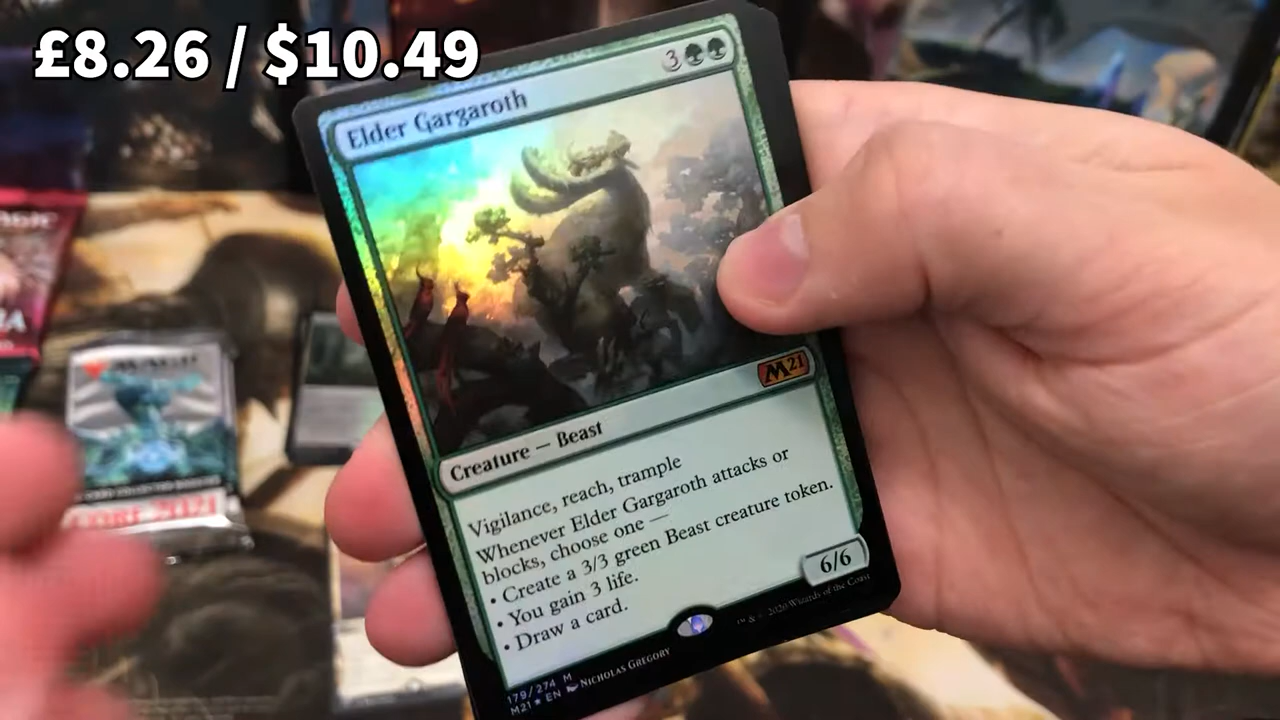 £8.26 / $10.49
Elder Gargaroth
3
M21
Creature — Beast
Vigilance, reach, trample
Whenever Elder Gargaroth attacks or
blocks, choose one —
• Create a 3/3 green Beast creature token.
• You gain 3 life.
• Draw a card.
6/6
179/274 M
M21 ★ EN NICHOLAS GREGORY
™ & © 2020 Wizards of the Coast
MAGIC